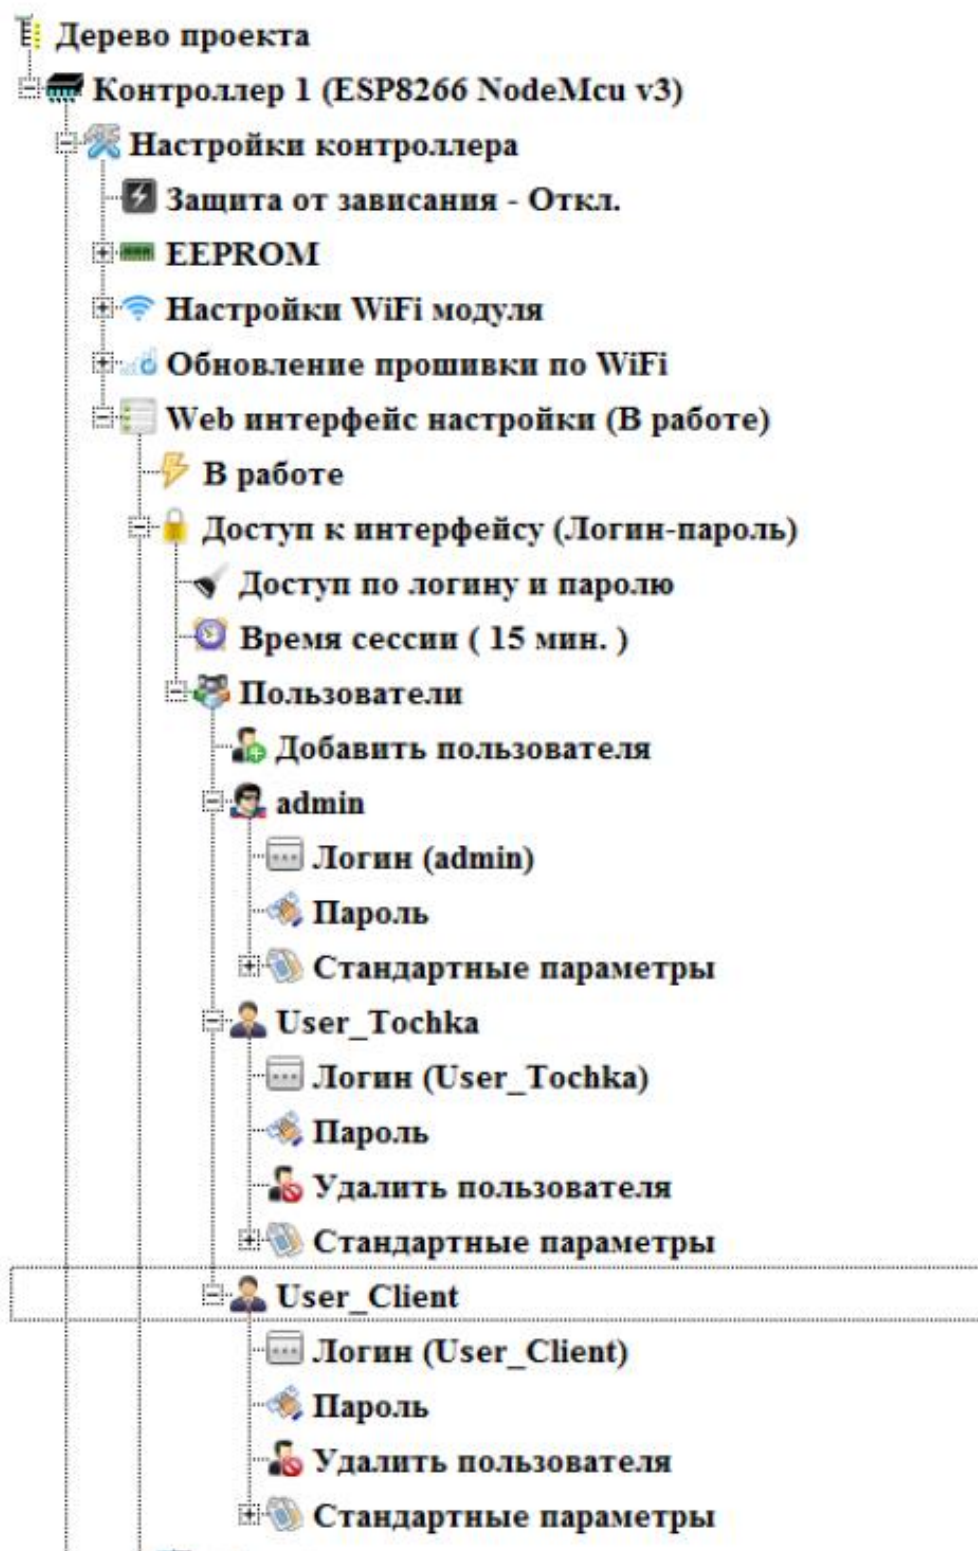 Дерево проекта
Контроллер 1 (ESP8266 NodeMcu v3)
Настройки контроллера
Защита от зависания - Откл.
EEPROM
Настройки WiFi модуля
Обновление прошивки по WiFi
Web интерфейс настройки (В работе)
В работе
Доступ к интерфейсу (Логин-пароль)
Доступ по логину и паролю
Время сессии ( 15 мин. )
Пользователи
Добавить пользователя
admin
Логин (admin)
Пароль
Стандартные параметры
User_Tochka
Логин (User_Tochka)
Пароль
Удалить пользователя
Стандартные параметры
User_Client
Логин (User_Client)
Пароль
Удалить пользователя
Стандартные параметры